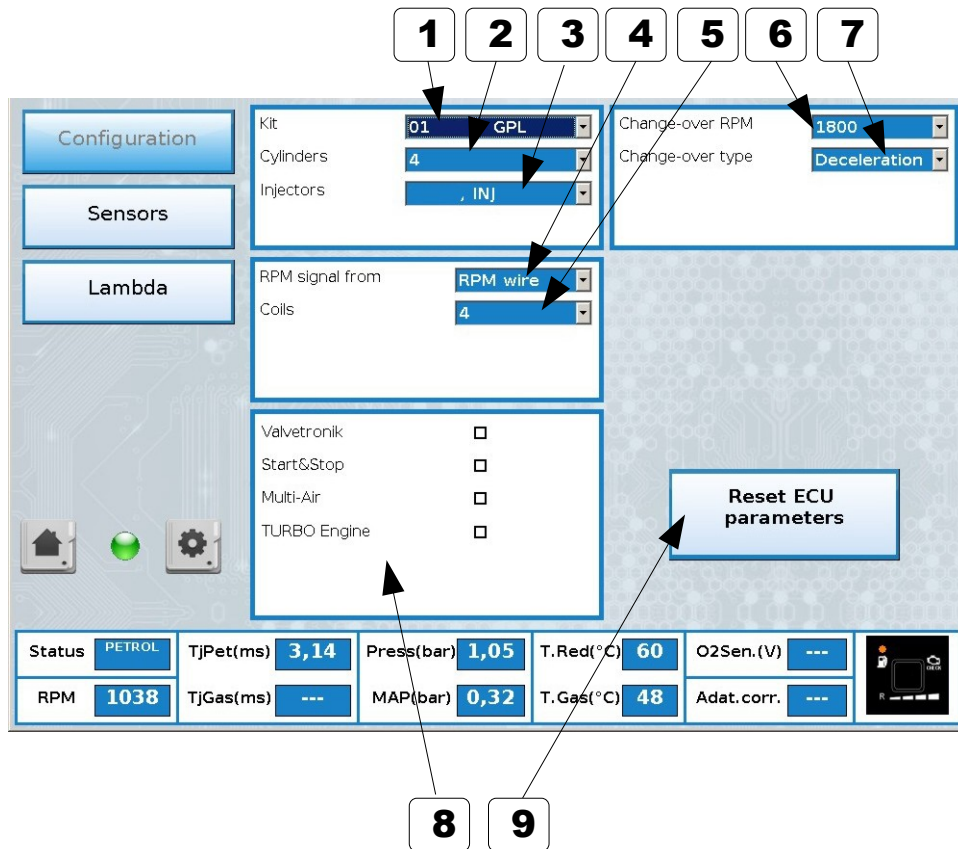 1 2 3 4 5 6 7
Configuration
Sensors
Lambda
Kit 01 GPL
Cylinders 4
Injectors , INJ
Change-over RPM 1800
Change-over type Deceleration
RPM signal from RPM wire
Coils 4
Valvetronik
Start&Stop
Multi-Air
TURBO Engine
Reset ECU
parameters
Status PETROL TjPet(ms) 3,14 Press(bar) 1,05 T.Red(°C) 60 O2Sen.(V) ---
RPM 1038 TjGas(ms) --- MAP(bar) 0,32 T.Gas(°C) 48 Adat.corr. ---
CHECK
R
8 9